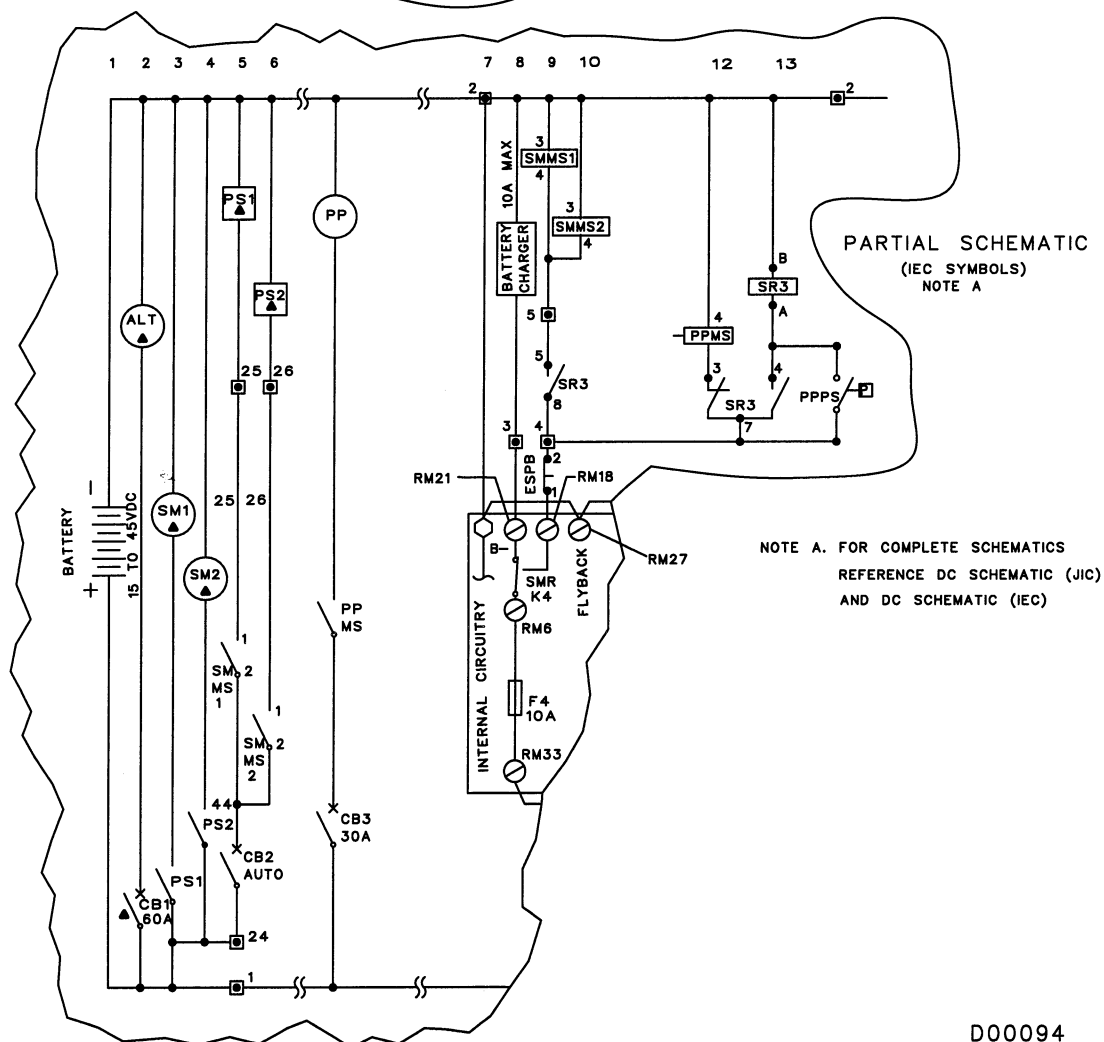 1 2 3 4 5 6 7 8 9 10 12 13
2 2
10A MAX
3
SMMS1
4
PS1
PP
3
SMMS2
4
PARTIAL SCHEMATIC
(IEC SYMBOLS)
NOTE A
BATTERY
CHARGER
B
SR3
A
PS2
ALT
5
4
PPMS
5
SR3
8
3
4
SR3
7
PPPS
P
25 26
3
4
2
ESPB
1
RM21
RM18
25 26
SM1
B-
RM27
FLYBACK
SMR
K4
RM6
NOTE A. FOR COMPLETE SCHEMATICS
REFERENCE DC SCHEMATIC (JIC)
AND DC SCHEMATIC (IEC)
−
BATTERY
15 TO 45VDC
+
SM2
PP
MS
1
SM 2
MS
1
INTERNAL CIRCUITRY
F4
10A
1
SM 2
MS
2
RM33
44
PS2
CB3
30A
CB2
AUTO
PS1
CB1
60A
24
1
D00094